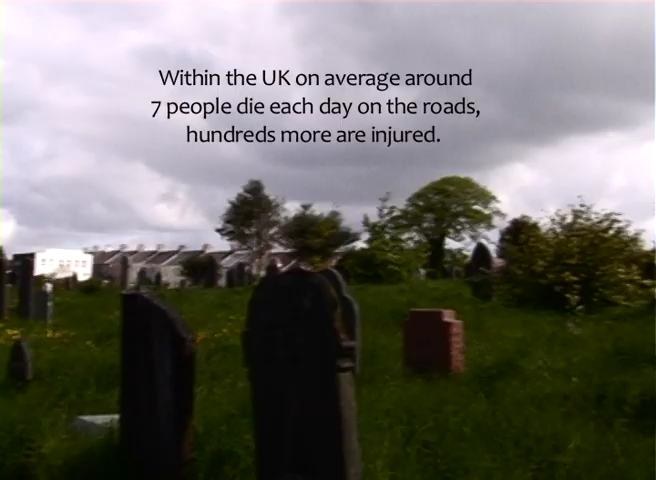 Within the UK on average around
7 people die each day on the roads,
hundreds more are injured.